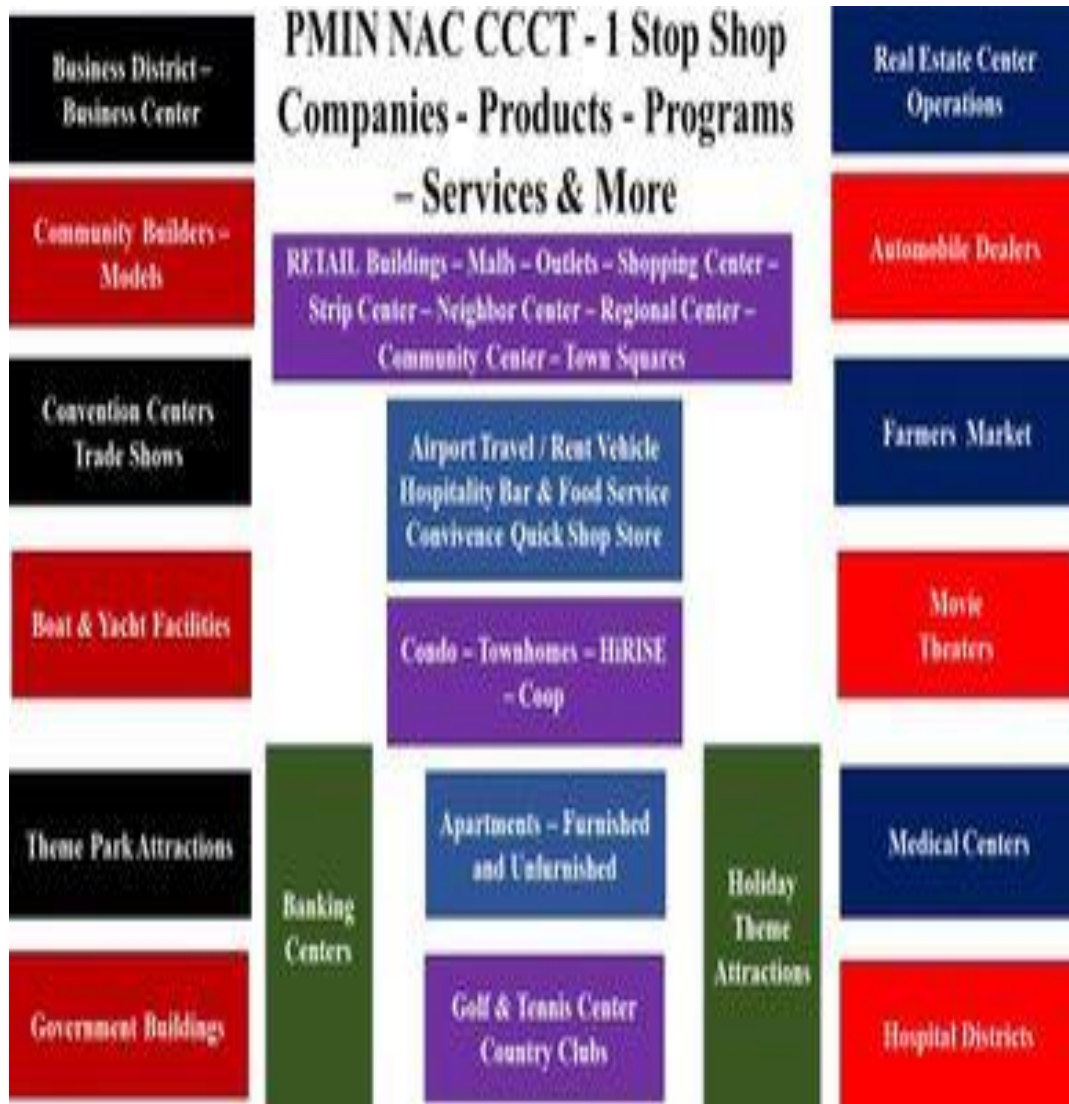 PMIN NAC CCCT - 1 Stop Shop
Companies - Products - Programs
– Services & More
Business District –
Business Center
Community Builders –
Models
Convention Centers
Trade Shows
Boat & Yacht Facilities
Theme Park Attractions
Government Buildings
RETAIL Buildings – Malls – Outlets – Shopping Center –
Strip Center – Neighbor Center – Regional Center –
Community Center – Town Squares
Airport Travel / Rent Vehicle
Hospitality Bar & Food Service
Convivence Quick Shop Store
Condo – Townhomes – HiRISE
– Coop
Banking
Centers
Apartments – Furnished
and Unfurnished
Golf & Tennis Center
Country Clubs
Holiday
Theme
Attractions
Real Estate Center
Operations
Automobile Dealers
Farmers Market
Movie
Theaters
Medical Centers
Hospital Districts